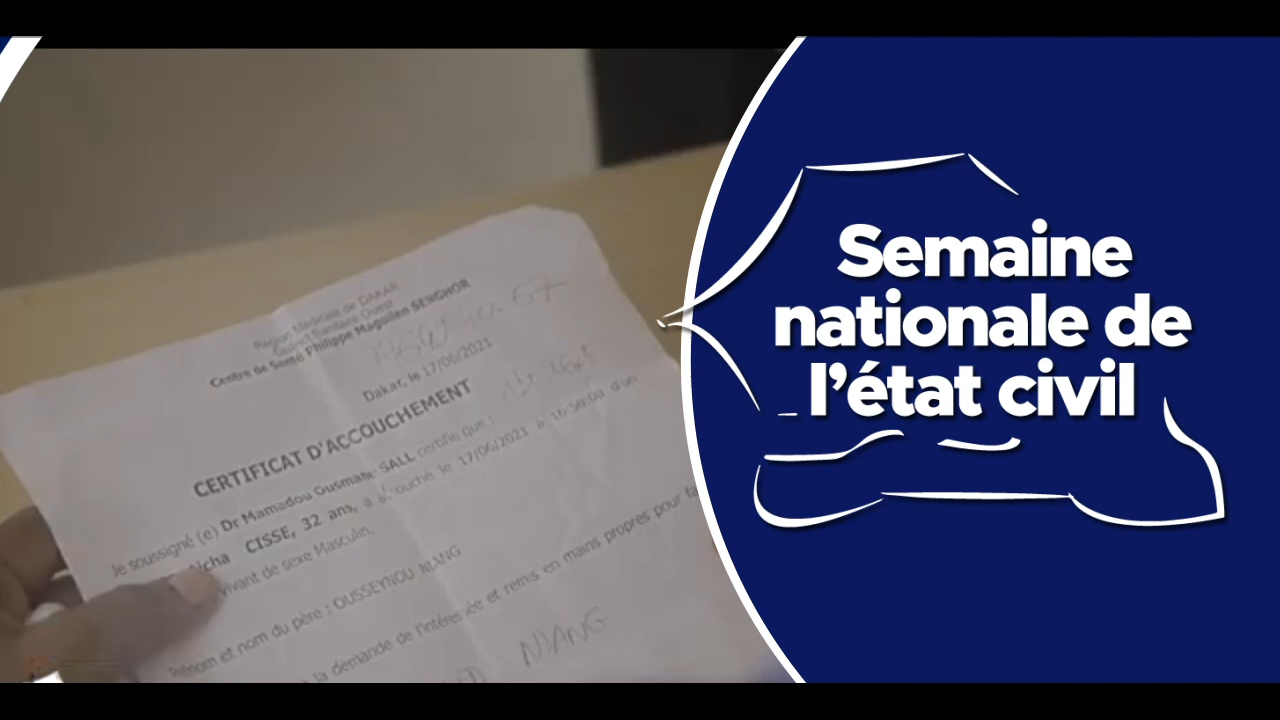 Région Médicale de DAKAR
District Sanitaire Ouest
Centre de Santé Philippe Maguilen SENGHOR
Dakar, le 17/06/2021
CERTIFICAT D'ACCOUCHEMENT
Je soussigné (e) Dr Mamadou Ousmane SALL certifie que :
CISSE, 32 ans, a accouché le 17/06/2021 à 16:50:00 d'un
vivant de sexe Masculin,
Prénom et nom du père : OUSSEYNOU NIANG
la demande de l'intéressée et remis en mains propres pour
NIANG
Semaine
nationale de
l'état civil